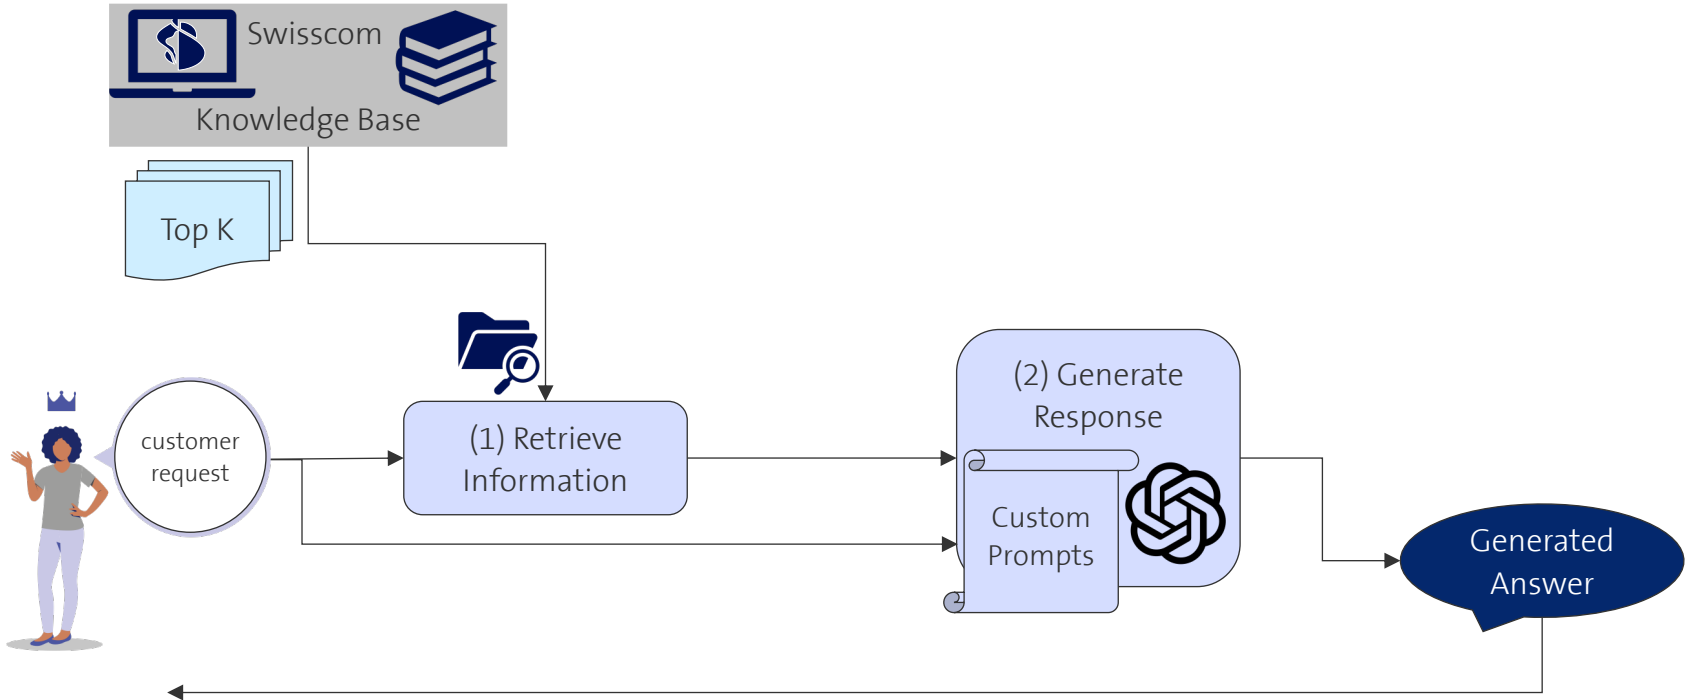 Swisscom
Knowledge Base
Top K
customer
request
(1) Retrieve
Information
(2) Generate
Response
Custom
Prompts
Generated
Answer